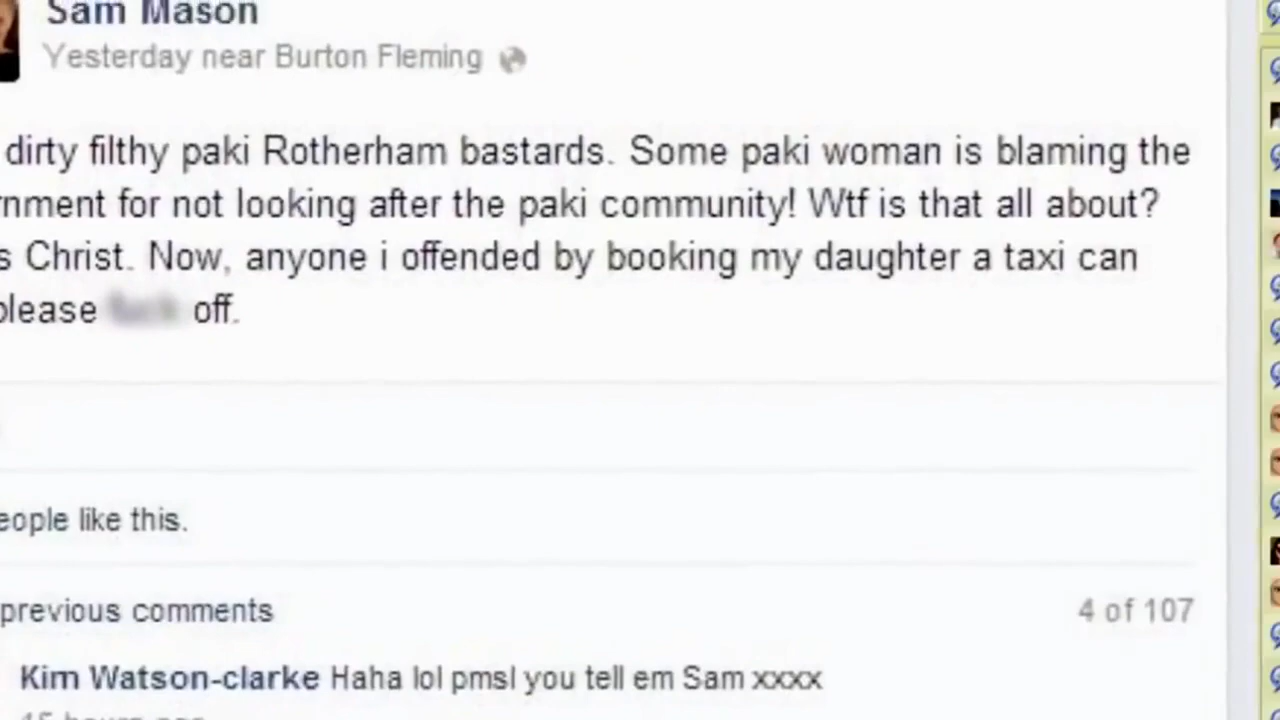 Sam Mason
Yesterday near Burton Fleming
dirty filthy paki Rotherham bastards. Some paki woman is blaming the
rnment for not looking after the paki community! Wtf is that all about?
s Christ. Now, anyone i offended by booking my daughter a taxi can
please off.
eople like this.
previous comments
4 of 107
Kim Watson-clarke Haha lol pmsl you tell em Sam xxxx